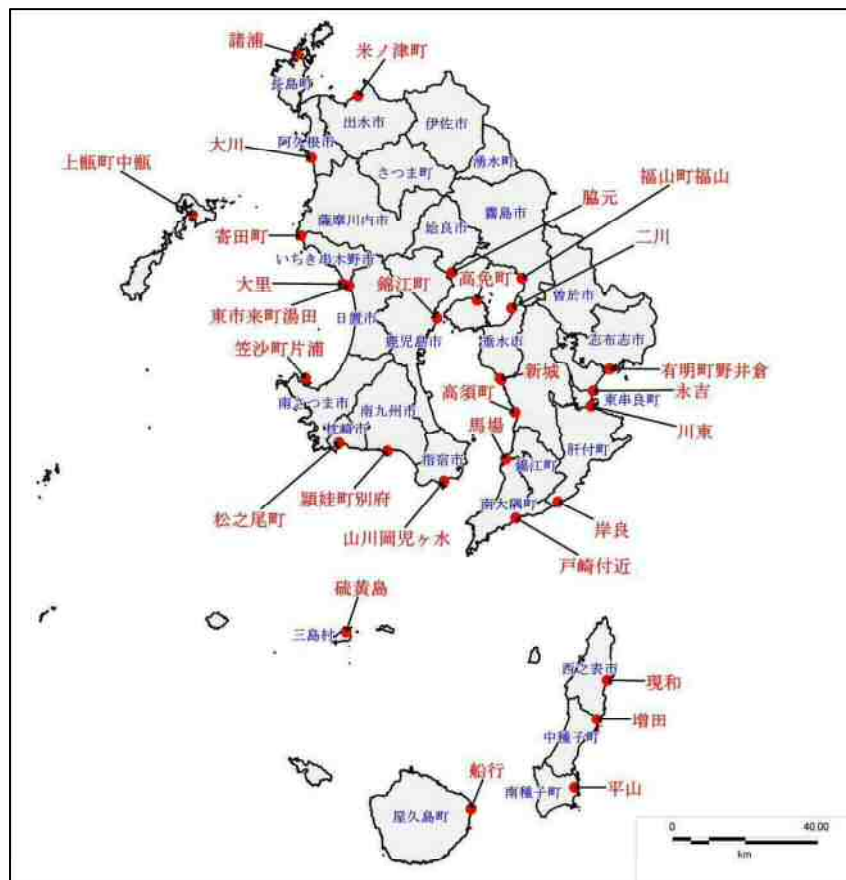 諸浦
米ノ津町
長島町
出水市
伊佐市
阿久根市
大川
湧水町
上甑町中甑
さつま町
脇元
福山町福山
薩摩川内市
霧島市
姶良市
寄田町
二川
いちき串木野市
高免町
錦江町
大里
曽於市
東市来町湯田
日置市
鹿児島市
志布志市
垂水市
笠沙町片浦
新城
有明町野井倉
永吉
南さつま市
南九州市
高須町
東串良町
川東
枕崎市
馬場
肝付町
指宿市
錦江町
南大隅町
松之尾町
頴娃町別府
山川岡児ヶ水
岸良
戸崎付近
硫黄島
三島村
西之表市
現和
増田
中種子町
船行
南種子町
平山
屋久島町
0
40.00
km